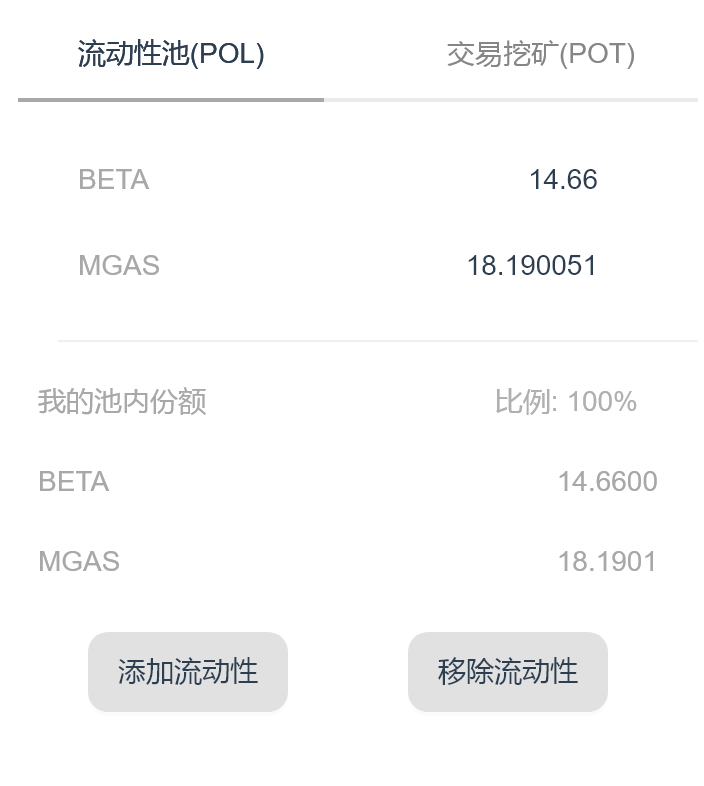 流动性池(POL) 交易挖矿(POT)
BETA 14.66
MGAS 18.190051
我的池内份额 比例: 100%
BETA 14.6600
MGAS 18.1901
添加流动性 移除流动性